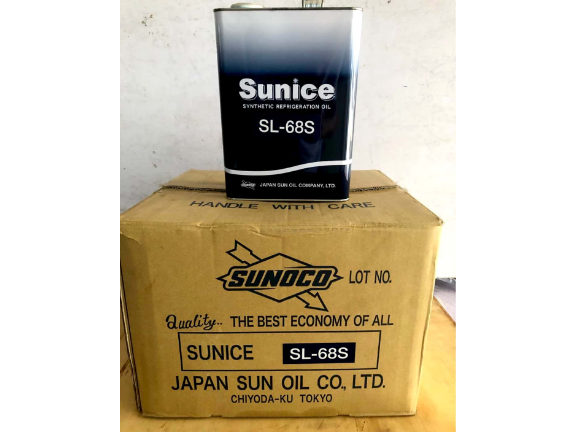 Sunice
SYNTHETIC REFRIGERATION OIL
SL-68S
SUNOCO
JAPAN SUN OIL COMPANY, LTD.
HANDLE WITH CARE
SUNOCO
LOT NO.
Quality.. THE BEST ECONOMY OF ALL
SUNICE SL-68S
JAPAN SUN OIL CO., LTD.
CHIYODA-KU TOKYO